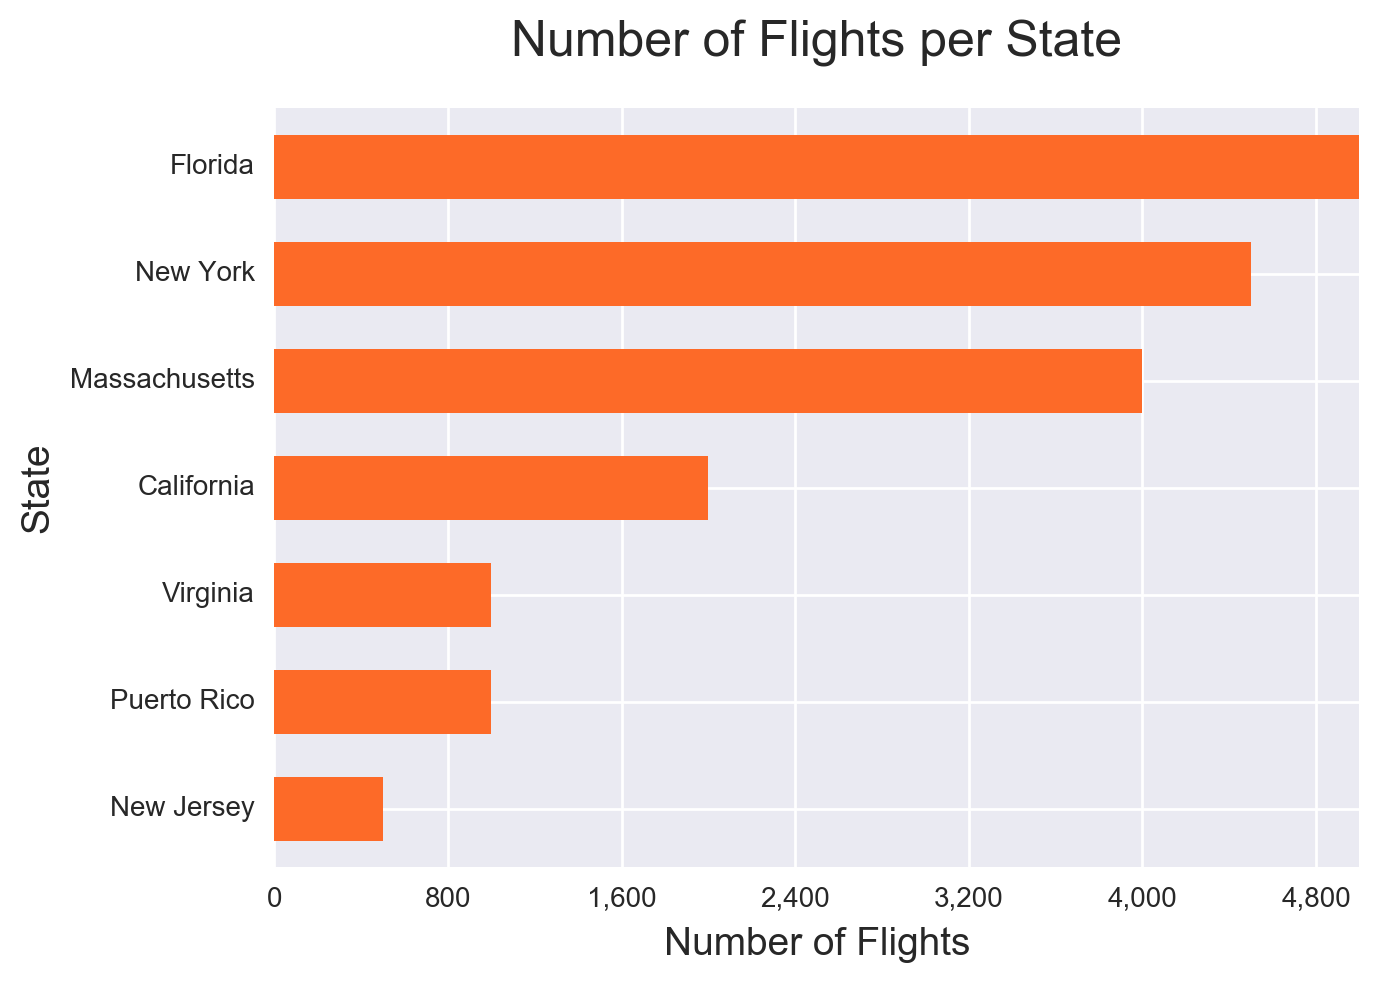 Number of Flights per State
Florida
New York
Massachusetts
California
Virginia
Puerto Rico
New Jersey
State
0 800 1,600 2,400 3,200 4,000 4,800
Number of Flights